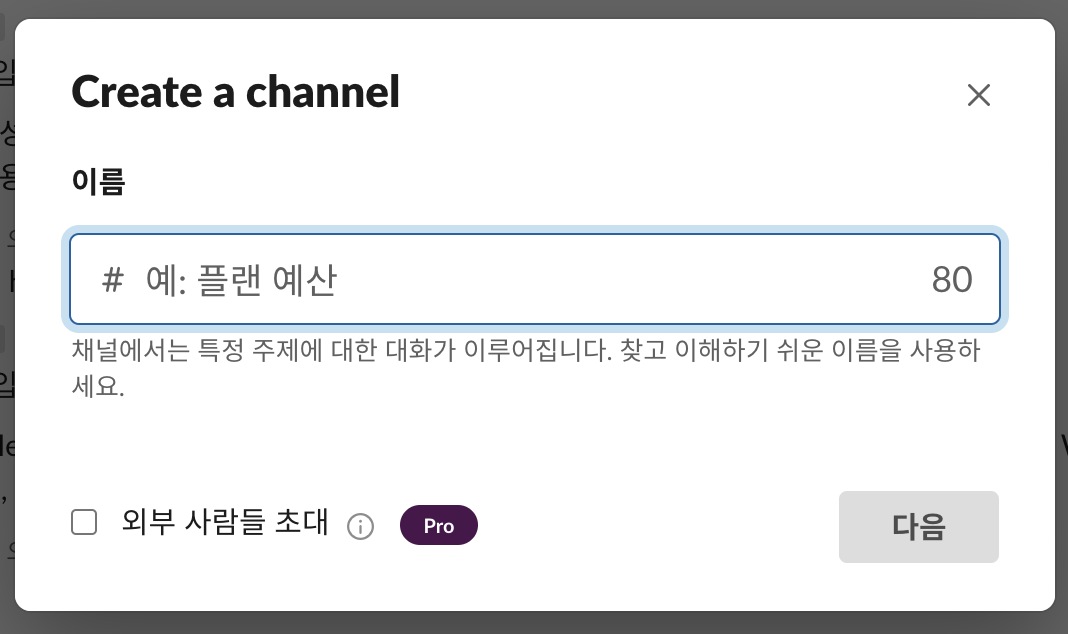 Create a channel
이름
# 예: 플랜 예산 80
채널에서는 특정 주제에 대한 대화가 이루어집니다. 찾고 이해하기 쉬운 이름을 사용하
세요.
외부 사람들 초대 Pro 다음